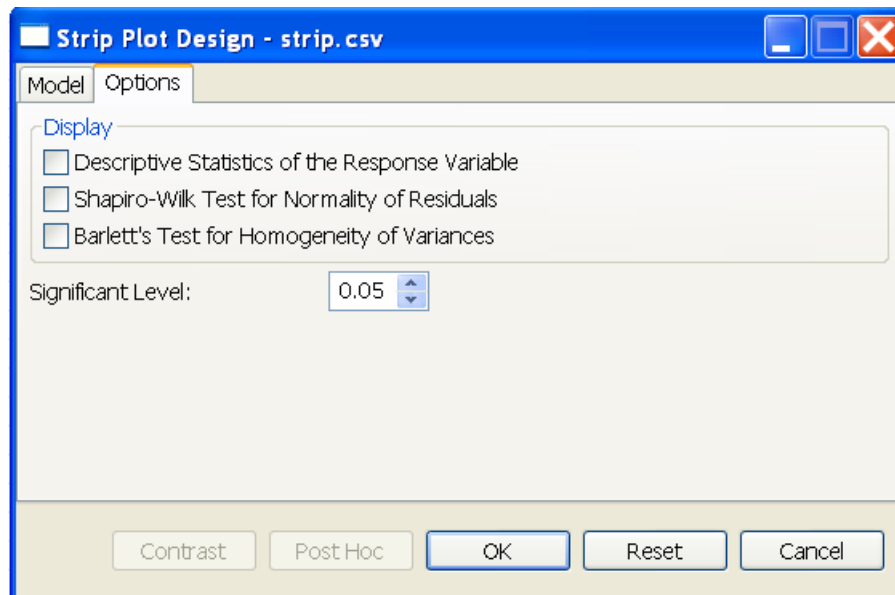 Strip Plot Design - strip.csv
Model Options
Display
Descriptive Statistics of the Response Variable
Shapiro-Wilk Test for Normality of Residuals
Barlett's Test for Homogeneity of Variances
Significant Level: 0.05
Contrast Post Hoc OK Reset Cancel